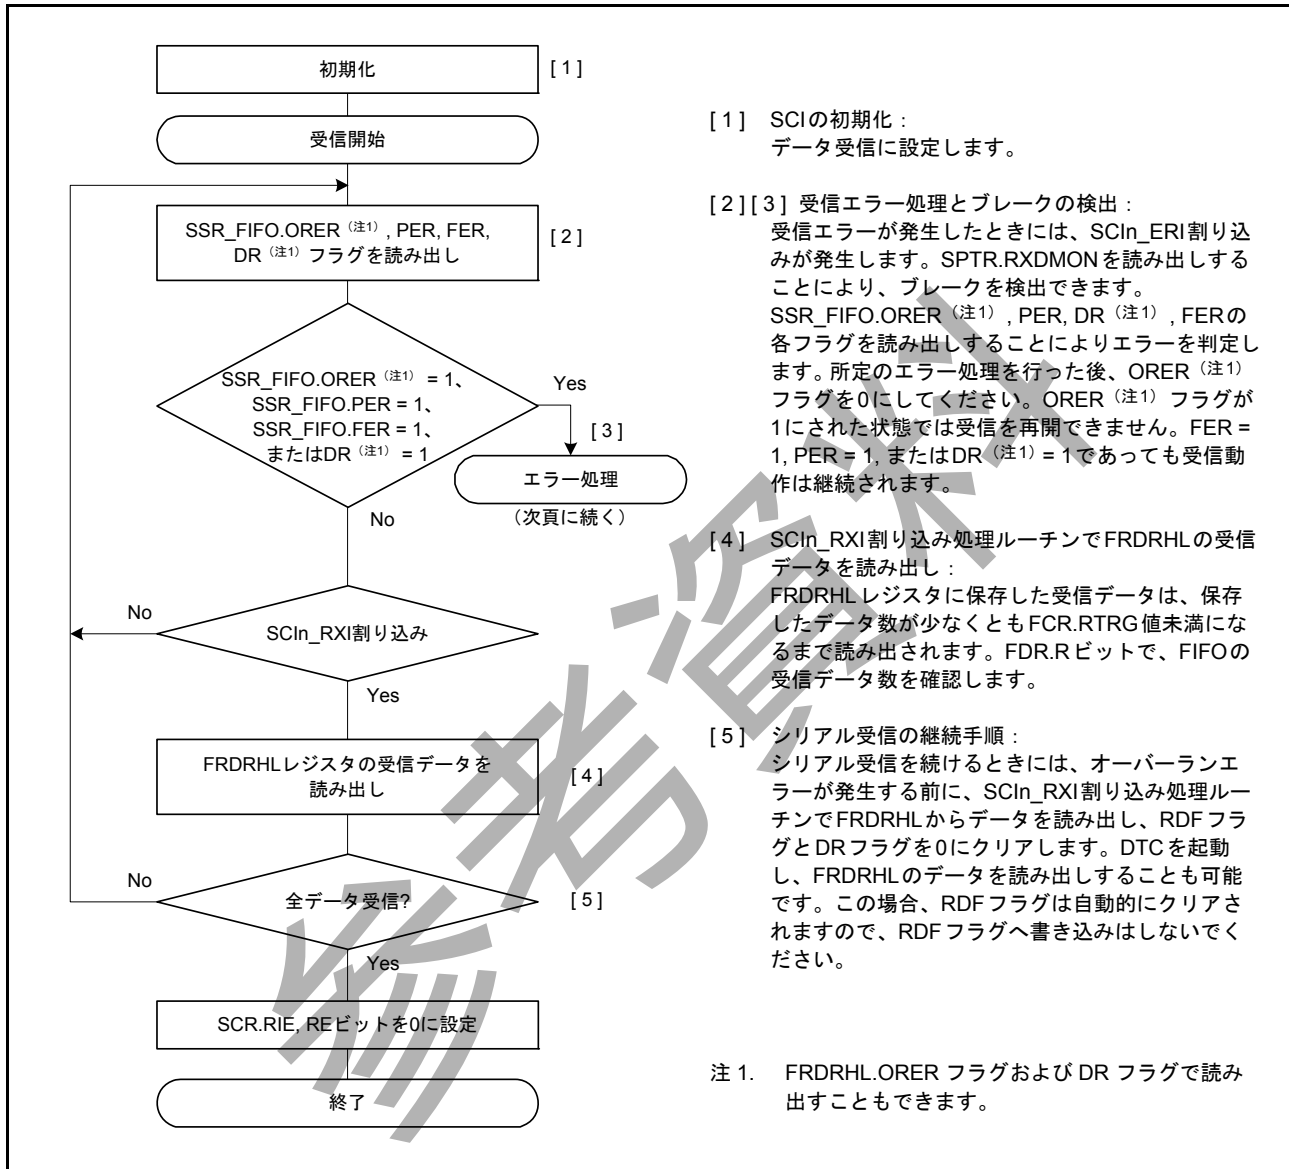 初期化
[ 1 ]
受信開始
SSR_FIFO.ORER（注1）, PER, FER,
DR（注1）フラグを読み出し
[ 2 ]
SSR_FIFO.ORER（注1） = 1、
SSR_FIFO.PER = 1、
SSR_FIFO.FER = 1、
またはDR（注1） = 1
Yes
[ 3 ]
エラー処理
（次頁に続く）
No
No
SCIn_RXI割り込み
Yes
FRDRHLレジスタの受信データを
読み出し
[ 4 ]
No
全データ受信?
[ 5 ]
Yes
SCR.RIE, REビットを0に設定
終了
[ 1 ] SCIの初期化：
データ受信に設定します。
[ 2 ] [ 3 ] 受信エラー処理とブレークの検出：
受信エラーが発生したときには、SCIn_ERI割り込
みが発生します。SPTR.RXDMONを読み出しする
ことにより、ブレークを検出できます。
SSR_FIFO.ORER（注1）, PER, DR（注1）, FERの
各フラグを読み出しすることによりエラーを判定し
ます。所定のエラー処理を行った後、ORER（注1）
フラグを0にしてください。ORER（注1）フラグが
1にされた状態では受信を再開できません。FER =
1, PER = 1, またはDR（注1）= 1であっても受信動
作は継続されます。
[ 4 ] SCIn_RXI割り込み処理ルーチンでFRDRHLの受信
データを読み出し：
FRDRHLレジスタに保存した受信データは、保存
したデータ数が少なくともFCR.RTRG値未満にな
るまで読み出されます。FDR.Rビットで、FIFOの
受信データ数を確認します。
[ 5 ] シリアル受信の継続手順：
シリアル受信を続けるときには、オーバーランエ
ラーが発生する前に、SCIn_RXI割り込み処理ルー
チンでFRDRHLからデータを読み出し、RDFフラ
グとDRフラグを0にクリアします。DTCを起動
し、FRDRHLのデータを読み出しすることも可能
です。この場合、RDFフラグは自動的にクリアさ
れますので、RDFフラグへ書き込みはしないでく
ださい。
注 1. FRDRHL.ORER フラグおよび DR フラグで読み
出すこともできます。
参考資料